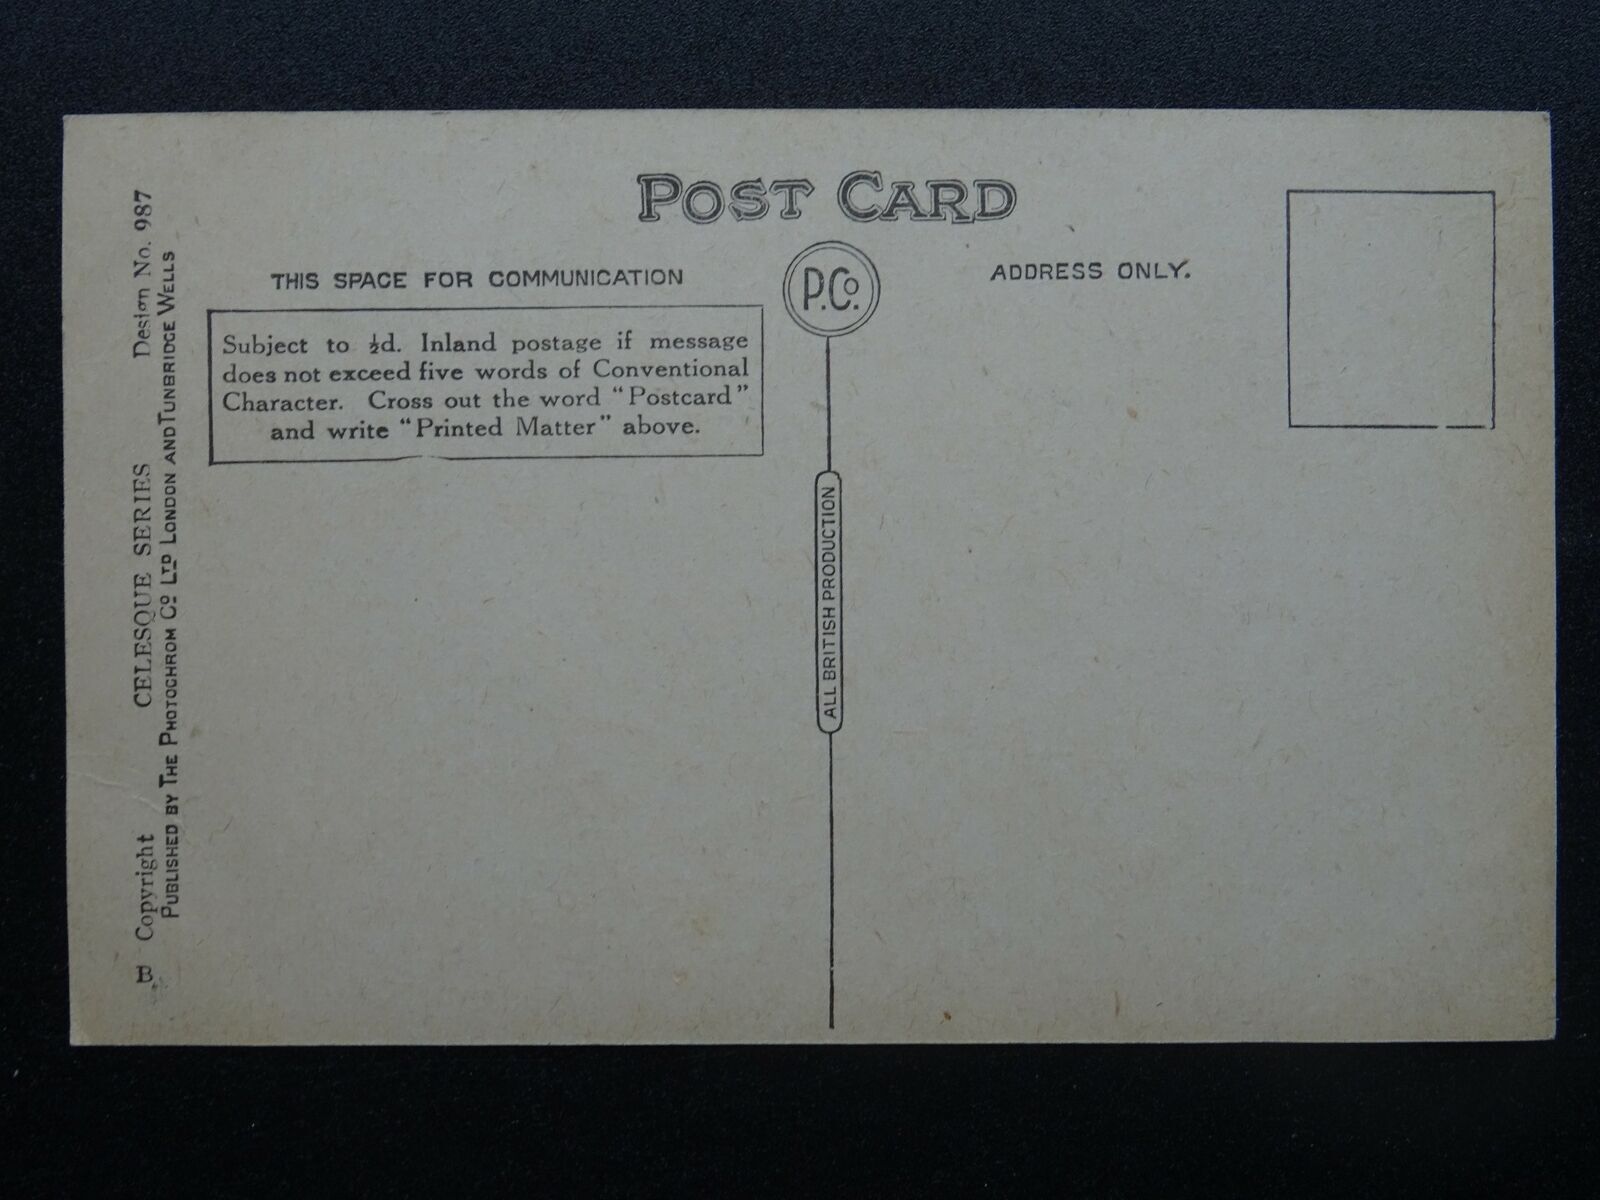 POST CARD
THIS SPACE FOR COMMUNICATION
P.Co.
ADDRESS ONLY.
Subject to ½d. Inland postage if message
does not exceed five words of Conventional
Character. Cross out the word "Postcard"
and write "Printed Matter" above.
ALL BRITISH PRODUCTION
B Copyright CELESQUE SERIES Design No. 987
PUBLISHED BY THE PHOTOCHROM CO LTD LONDON AND TUNBRIDGE WELLS